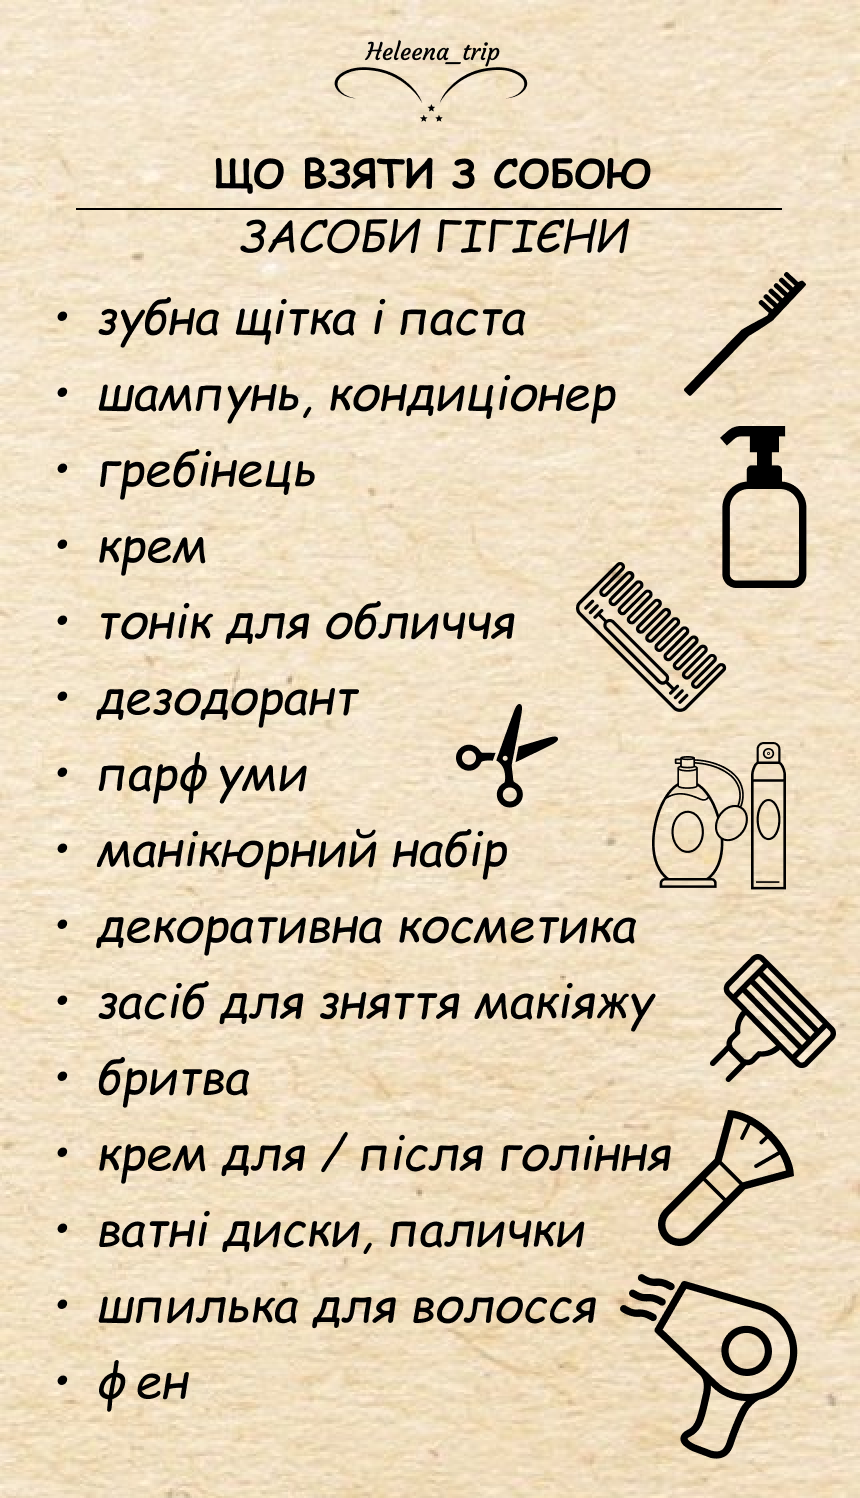 Heleena_trip
ЩО ВЗЯТИ З СОБОЮ
ЗАСОБИ ГІГІЄНИ
• зубна щітка і паста
• шампунь, кондиціонер
• гребінець
• крем
• тонік для обличчя
• дезодорант
• парфуми
• манікюрний набір
• декоративна косметика
• засіб для зняття макіяжу
• бритва
• крем для / після гоління
• ватні диски, палички
• шпилька для волосся
• фен